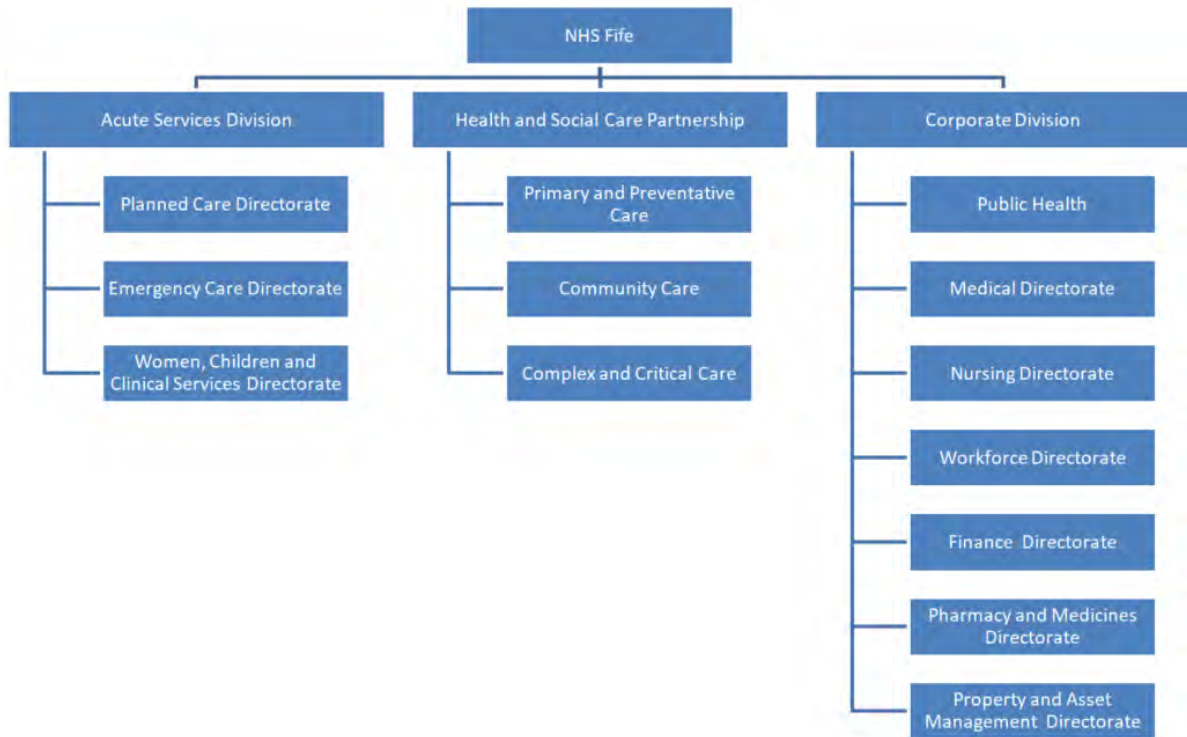 NHS Fife
Acute Services Division
Planned Care Directorate
Emergency Care Directorate
Women, Children and
Clinical Services Directorate
Health and Social Care Partnership
Primary and Preventative
Care
Community Care
Complex and Critical Care
Corporate Division
Public Health
Medical Directorate
Nursing Directorate
Workforce Directorate
Finance Directorate
Pharmacy and Medicines
Directorate
Property and Asset
Management Directorate